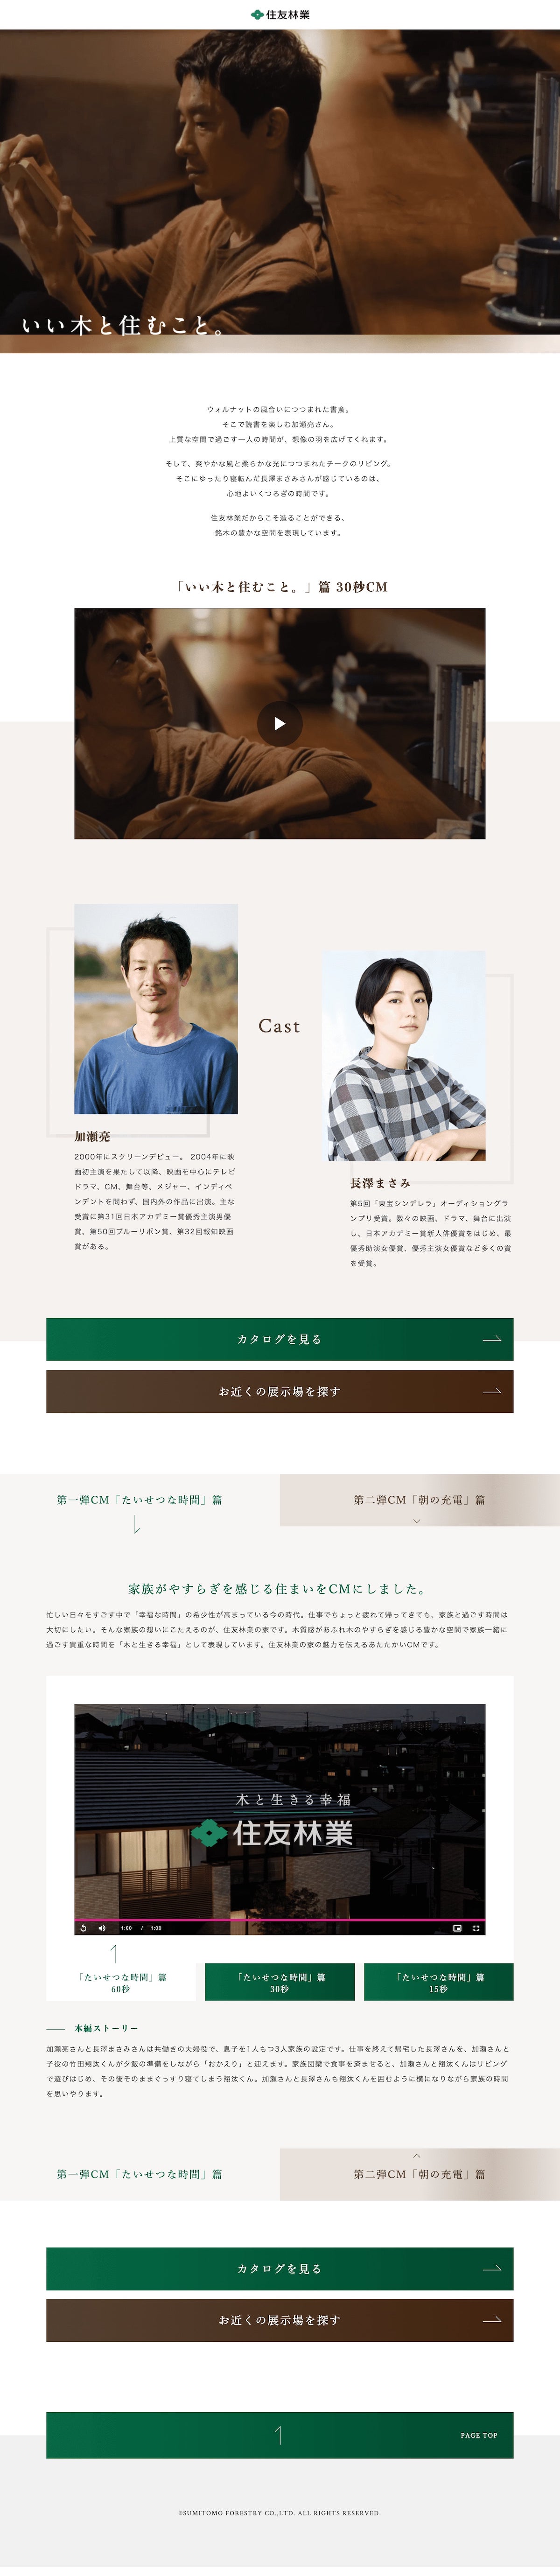 住友林業
いい木と住むこと。
ウォルナットの風合いにつつまれた書斎。
そこで読書を楽しむ加瀬亮さん。
上質な空間で過ごす一人の時間が、想像の羽を広げてくれます。
そして、爽やかな風と柔らかな光につつまれたチークのリビング。
そこにゆったり寝転んだ長澤まさみさんが感じているのは、
心地よいくつろぎの時間です。
住友林業だからこそ造ることができる、
銘木の豊かな空間を表現しています。
「いい木と住むこと。」篇 30秒CM
Cast
加瀬亮
2000年にスクリーンデビュー。 2004年に映
画初主演を果たして以降、映画を中心にテレビ
ドラマ、CM、舞台等、メジャー、インディペ
ンデントを問わず、国内外の作品に出演。主な
受賞に第31回日本アカデミー賞優秀主演男優
賞、第50回ブルーリボン賞、第32回報知映画
賞がある。
長澤まさみ
第5回「東宝シンデレラ」オーディショングラ
ンプリ受賞。数々の映画、ドラマ、舞台に出演
し、日本アカデミー賞新人俳優賞をはじめ、最
優秀助演女優賞、優秀主演女優賞など多くの賞
を受賞。
カタログを見る
お近くの展示場を探す
第一弾CM「たいせつな時間」篇
第二弾CM「朝の充電」篇
家族がやすらぎを感じる住まいをCMにしました。
忙しい日々をすごす中で「幸福な時間」の希少性が高まっている今の時代。仕事でちょっと疲れて帰ってきても、家族と過ごす時間は
大切にしたい。そんな家族の想いにこたえるのが、住友林業の家です。木質感があふれ木のやすらぎを感じる豊かな空間で家族一緒に
過ごす貴重な時間を「木と生きる幸福」として表現しています。住友林業の家の魅力を伝えるあたたかいCMです。
木と生きる幸福
住友林業
1:00 / 1:00
「たいせつな時間」篇
60秒
「たいせつな時間」篇
30秒
「たいせつな時間」篇
15秒
本編ストーリー
加瀬亮さんと長澤まさみさんは共働きの夫婦役で、息子を1人もつ3人家族の設定です。仕事を終えて帰宅した長澤さんを、加瀬さんと
子役の竹田翔汰くんが夕飯の準備をしながら「おかえり」と迎えます。家族団欒で食事を済ませると、加瀬さんと翔汰くんはリビング
で遊びはじめ、その後そのままぐっすり寝てしまう翔汰くん。加瀬さんと長澤さんも翔汰くんを囲むように横になりながら家族の時間
を思いやります。
第一弾CM「たいせつな時間」篇
第二弾CM「朝の充電」篇
カタログを見る
お近くの展示場を探す
PAGE TOP
©SUMITOMO FORESTRY CO.,LTD. ALL RIGHTS RESERVED.